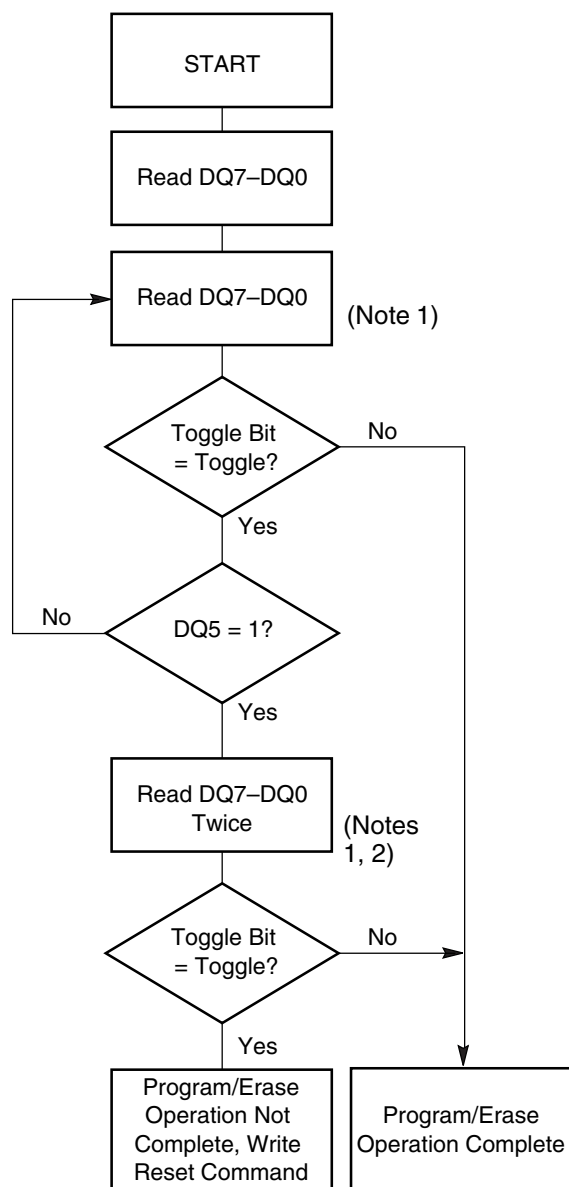 START
Read DQ7–DQ0
Read DQ7–DQ0
(Note 1)
Toggle Bit
= Toggle?
No
Yes
DQ5 = 1?
No
Yes
Read DQ7–DQ0
Twice
(Notes
1, 2)
Toggle Bit
= Toggle?
No
Yes
Program/Erase
Operation Not
Complete, Write
Reset Command
Program/Erase
Operation Complete